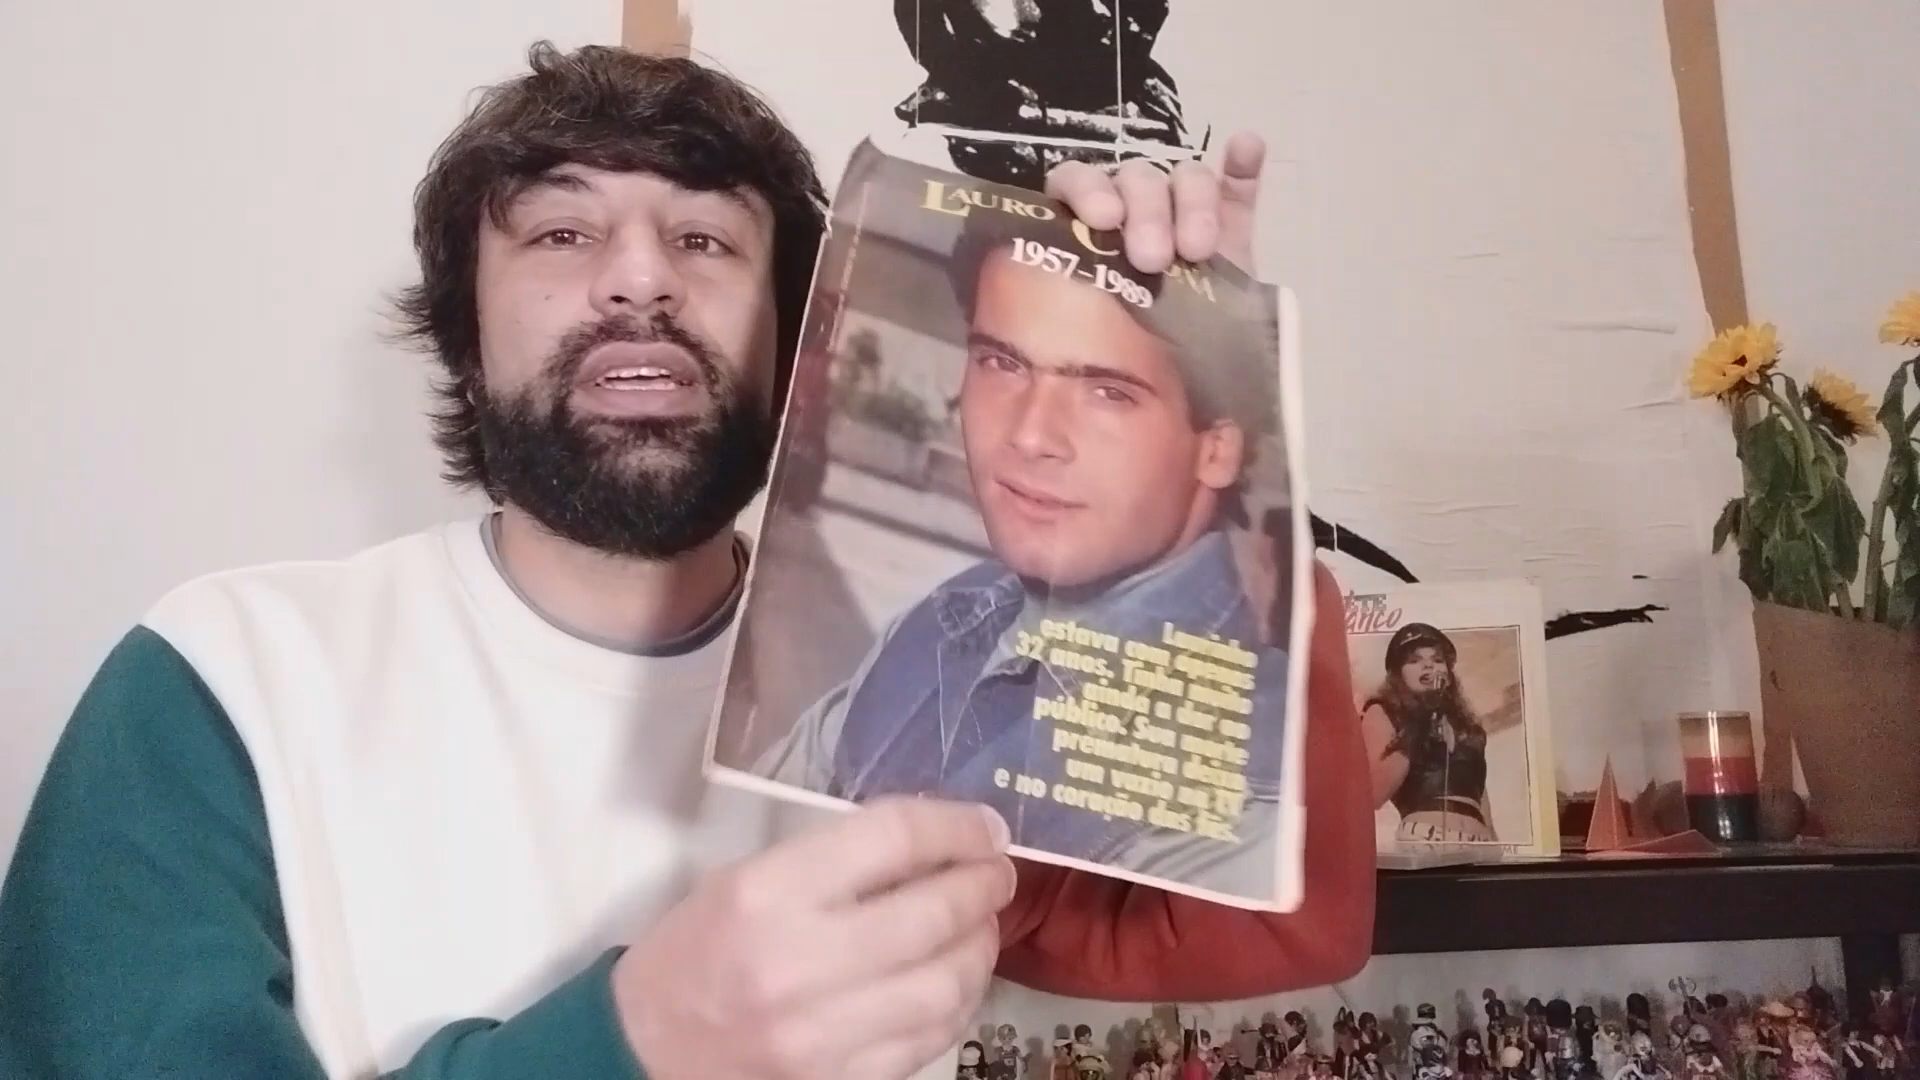 LAURO C
1957-1989
Laurinho
estava com apenas
32 anos. Tinha muito
ainda a dar ao
público. Sua morte
prematura deixa
um vazio na TV
e no coração das fãs.